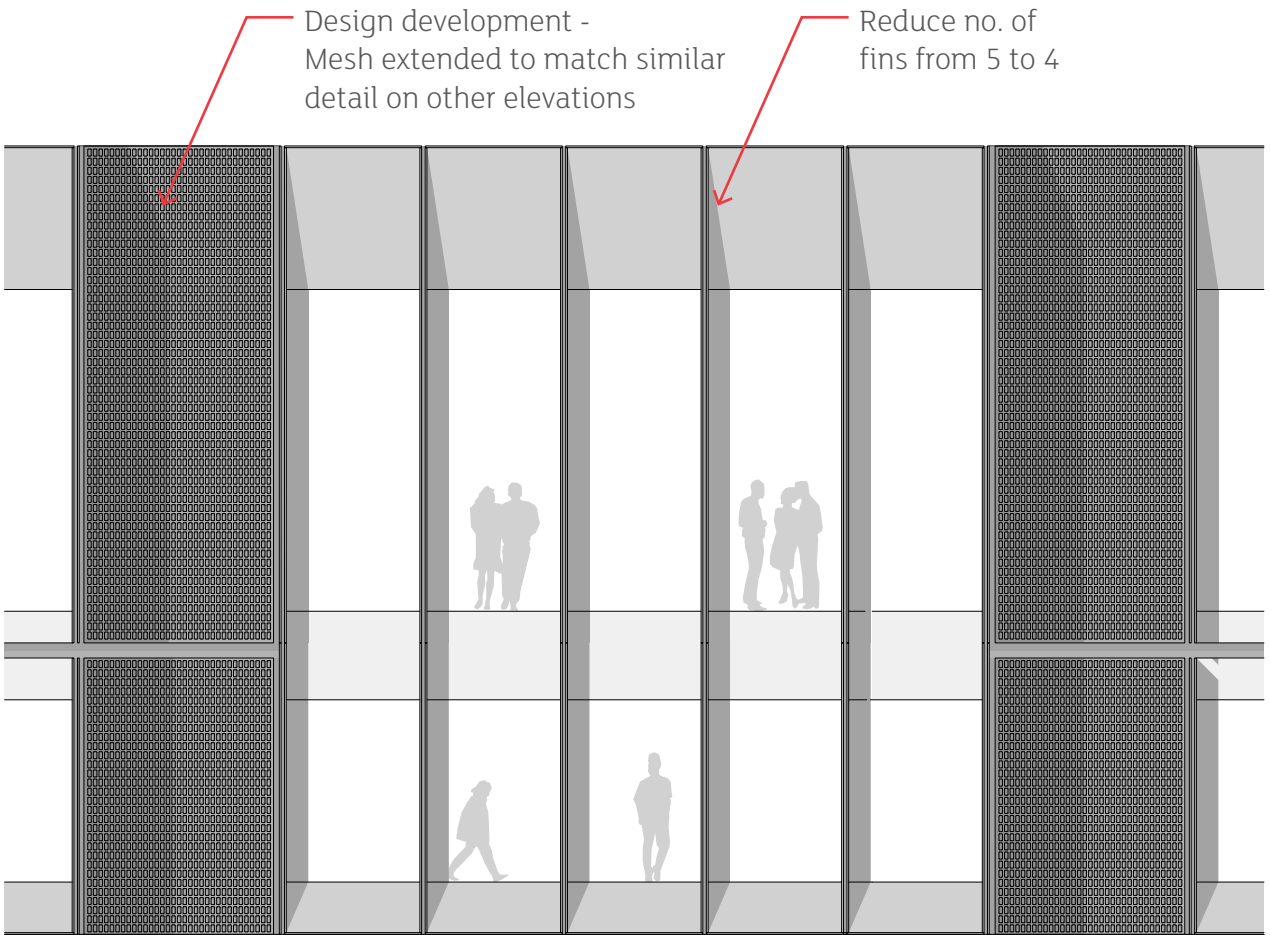 Design development -
Mesh extended to match similar
detail on other elevations
Reduce no. of
fins from 5 to 4